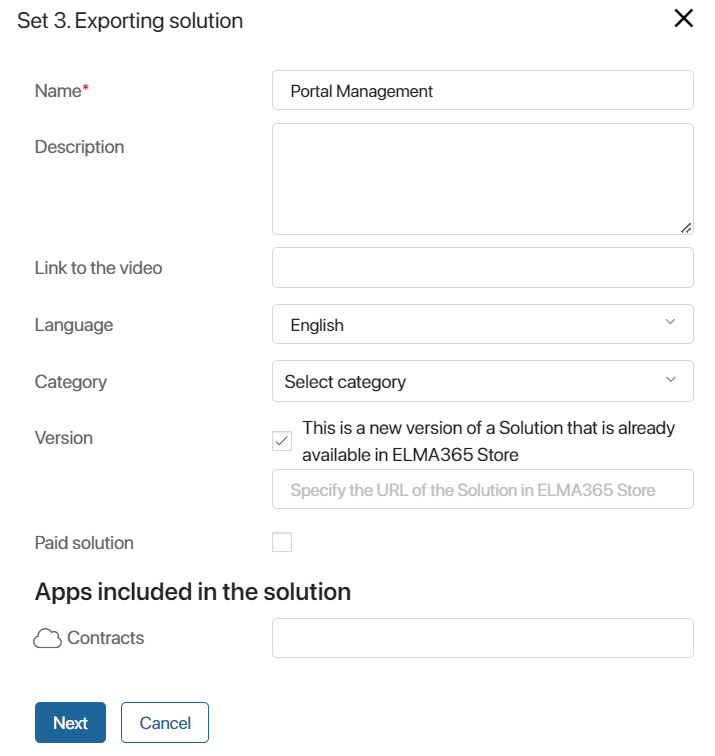 Set 3. Exporting solution
Name*
Portal Management
Description
Link to the video
Language
English
Category
Select category
Version
This is a new version of a Solution that is already
available in ELMA365 Store
Specify the URL of the Solution in ELMA365 Store
Paid solution
Apps included in the solution
Contracts
Next
Cancel